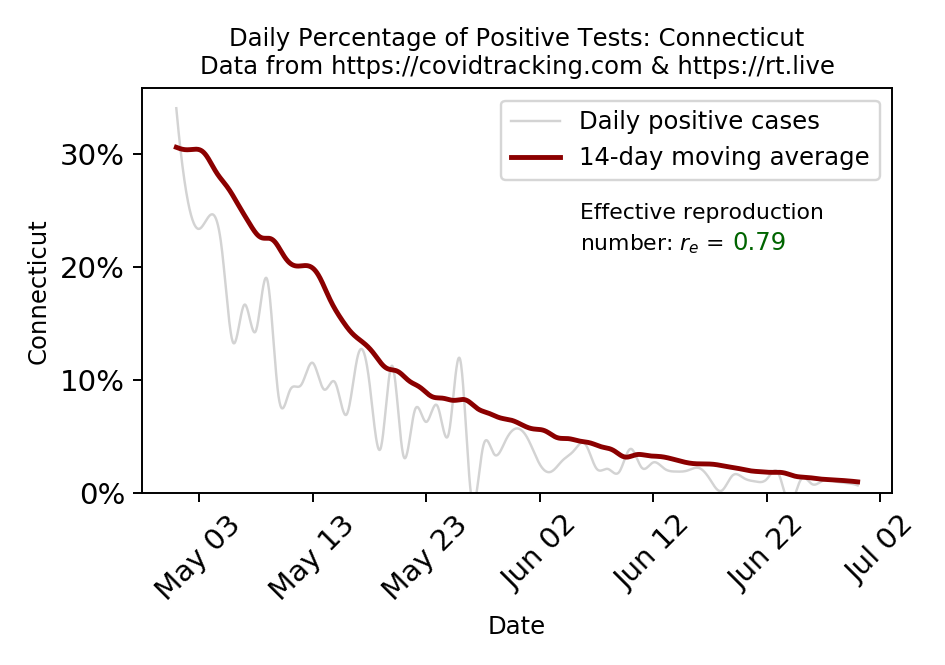 Daily Percentage of Positive Tests: Connecticut
Data from https://covidtracking.com & https://rt.live
Daily positive cases
14-day moving average
Effective reproduction
number: rₑ = 0.79
Connecticut
30%
20%
10%
0%
May 03
May 13
May 23
Jun 02
Jun 12
Jun 22
Jul 02
Date